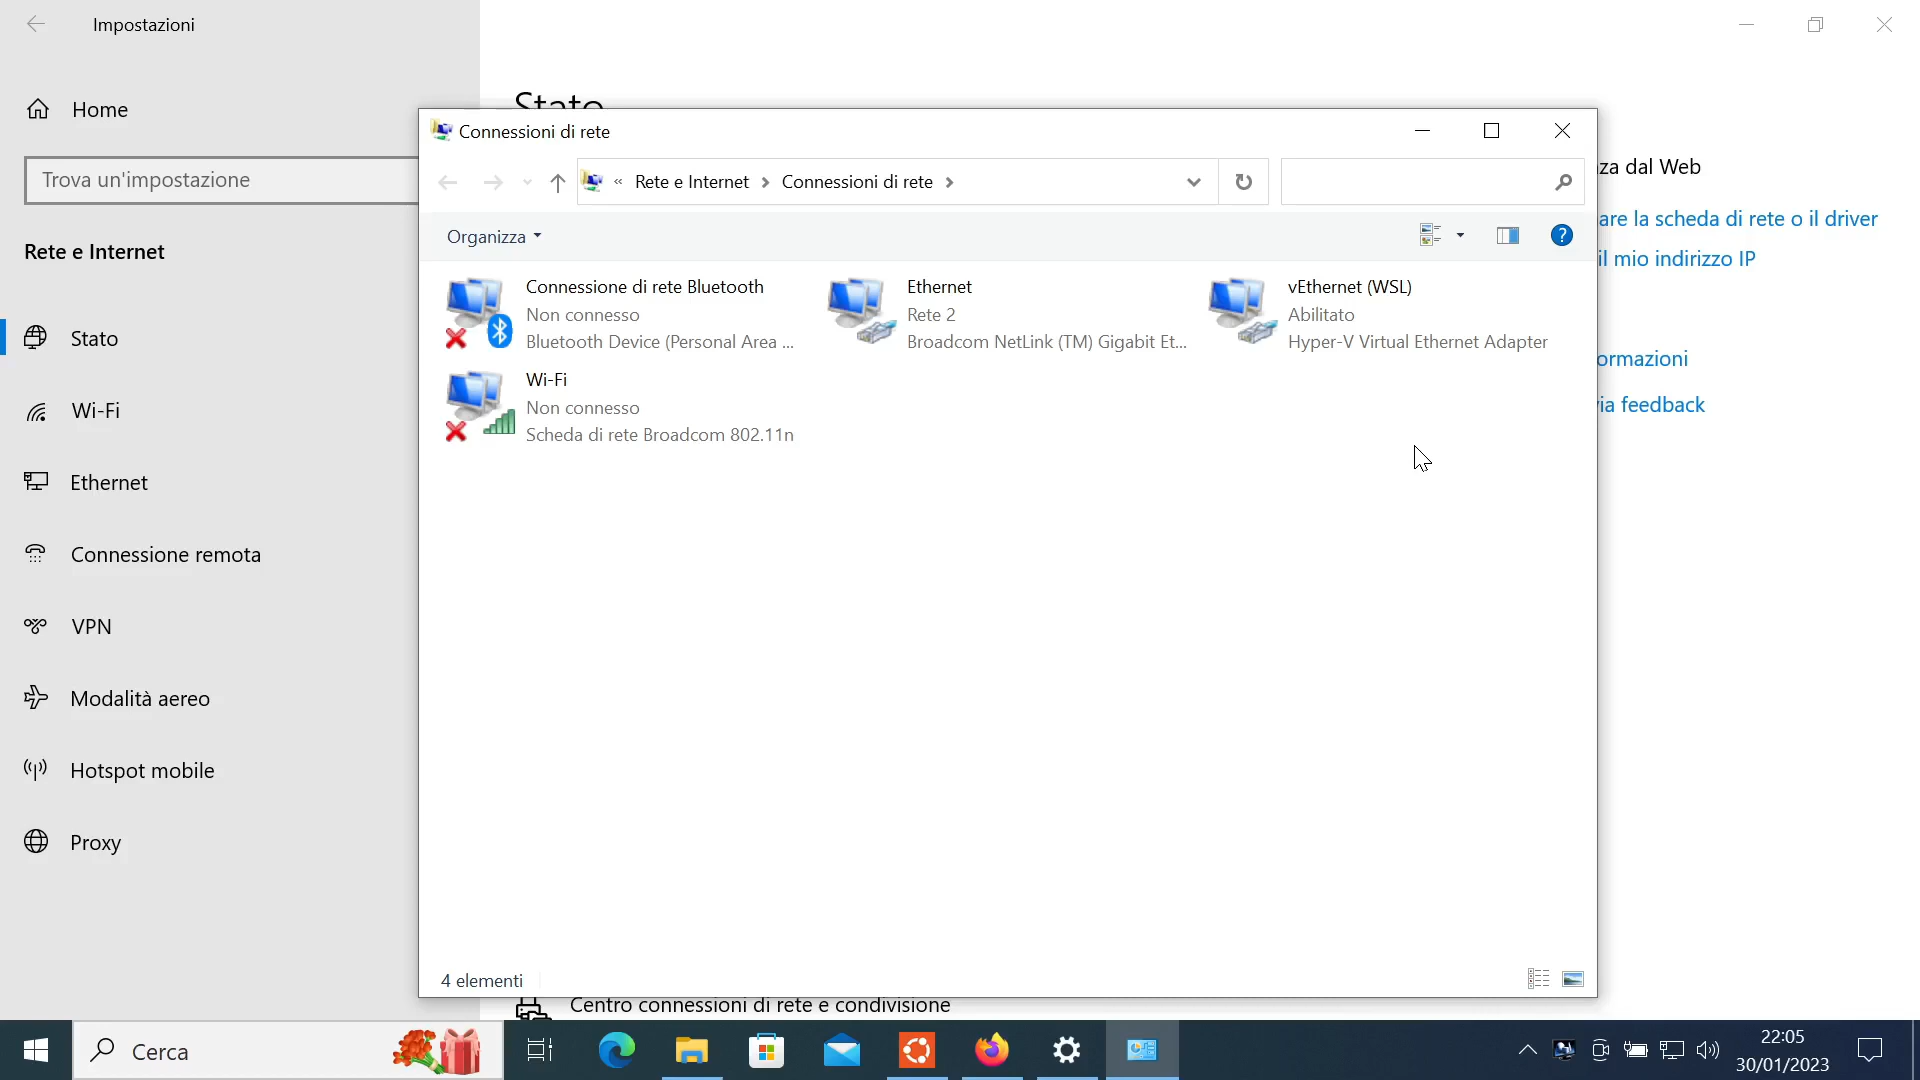 Impostazioni
Home
Trova un'impostazione
Rete e Internet
Stato
Wi-Fi
Ethernet
Connessione remota
VPN
Modalità aereo
Hotspot mobile
Proxy
Stato
Connessioni di rete
« Rete e Internet > Connessioni di rete >
Organizza
Connessione di rete Bluetooth
Non connesso
Bluetooth Device (Personal Area ...
Ethernet
Rete 2
Broadcom NetLink (TM) Gigabit Et...
vEthernet (WSL)
Abilitato
Hyper-V Virtual Ethernet Adapter
Wi-Fi
Non connesso
Scheda di rete Broadcom 802.11n
4 elementi
za dal Web
are la scheda di rete o il driver
il mio indirizzo IP
ormazioni
via feedback
Centro connessioni di rete e condivisione
Cerca
22:05
30/01/2023